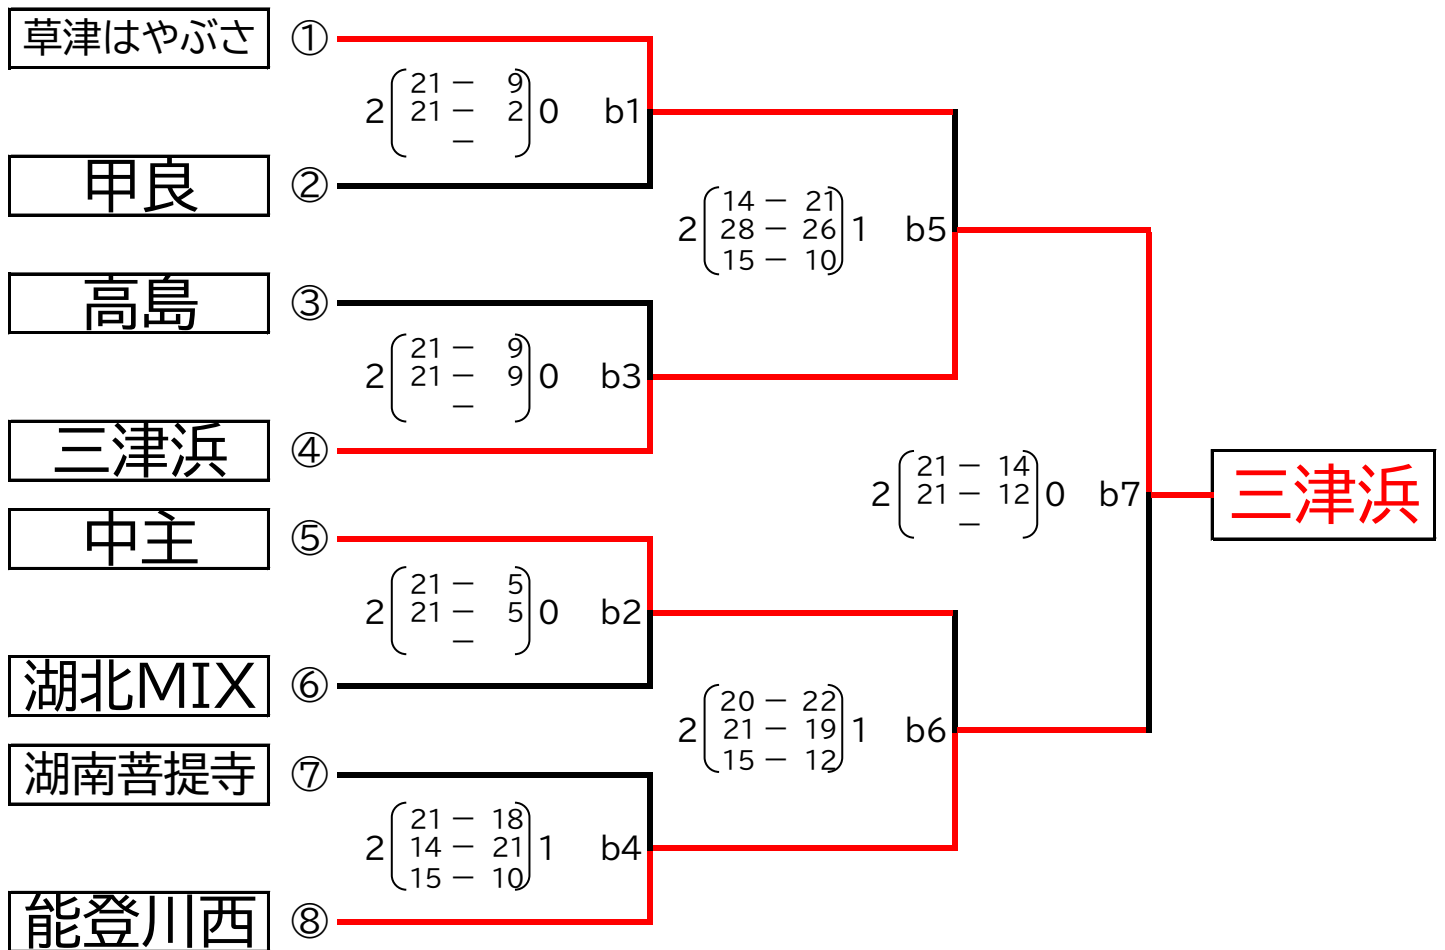 草津はやぶさ ①
21 － 9
2 21 － 2 0 b1
－
甲良 ②
14 － 21
2 28 － 26 1 b5
15 － 10
高島 ③
21 － 9
2 21 － 9 0 b3
－
三津浜 ④
21 － 14
2 21 － 12 0 b7 三津浜
－
中主 ⑤
21 － 5
2 21 － 5 0 b2
－
湖北MIX ⑥
20 － 22
2 21 － 19 1 b6
15 － 12
湖南菩提寺 ⑦
21 － 18
2 14 － 21 1 b4
15 － 10
能登川西 ⑧